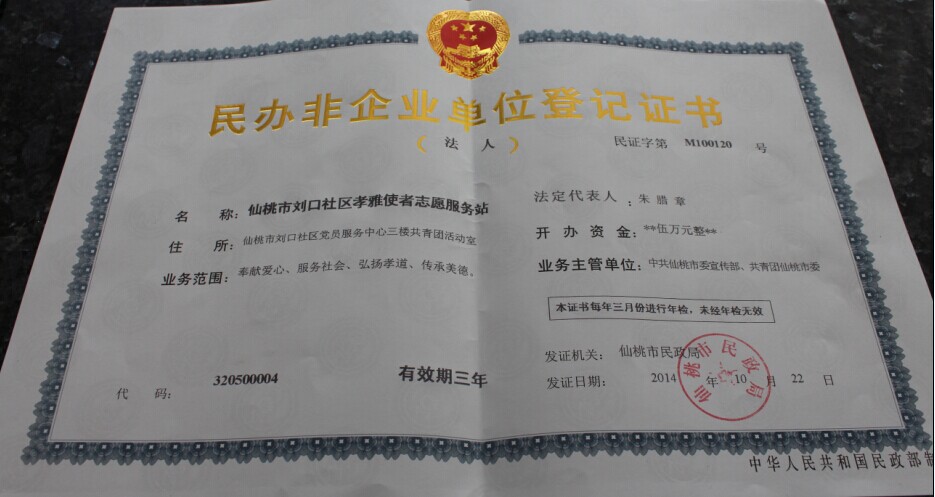 民办非企业单位登记证书
（法人）
民证字第 M100120 号
名 称：仙桃市刘口社区孝雅使者志愿服务站
住 所：仙桃市刘口社区党员服务中心三楼共青团活动室
业务范围：奉献爱心、服务社会、弘扬孝道、传承美德。
法定代表人：朱腊章
开办资金：**伍万元整**
业务主管单位：中共仙桃市委宣传部、共青团仙桃市委
本证书每年三月份进行年检，未经年检无效
发证机关：仙桃市民政局
发证日期：2014 年 10 月 22 日
仙桃市民政局
代 码：320500004
有效期三年
中华人民共和国民政部制